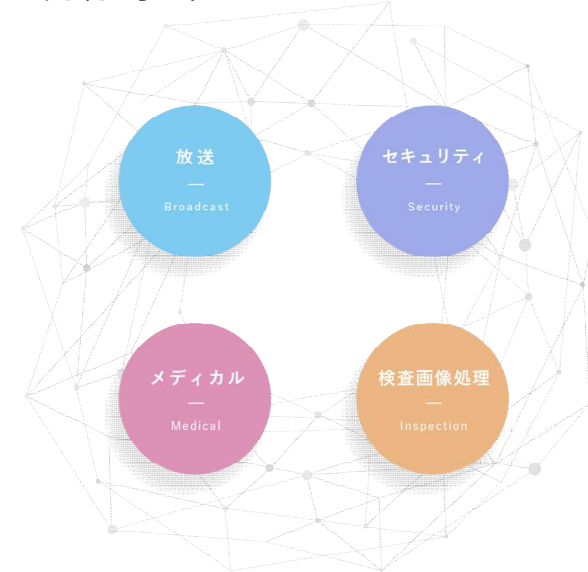 放送
Broadcast
セキュリティ
Security
メディカル
Medical
検査画像処理
Inspection